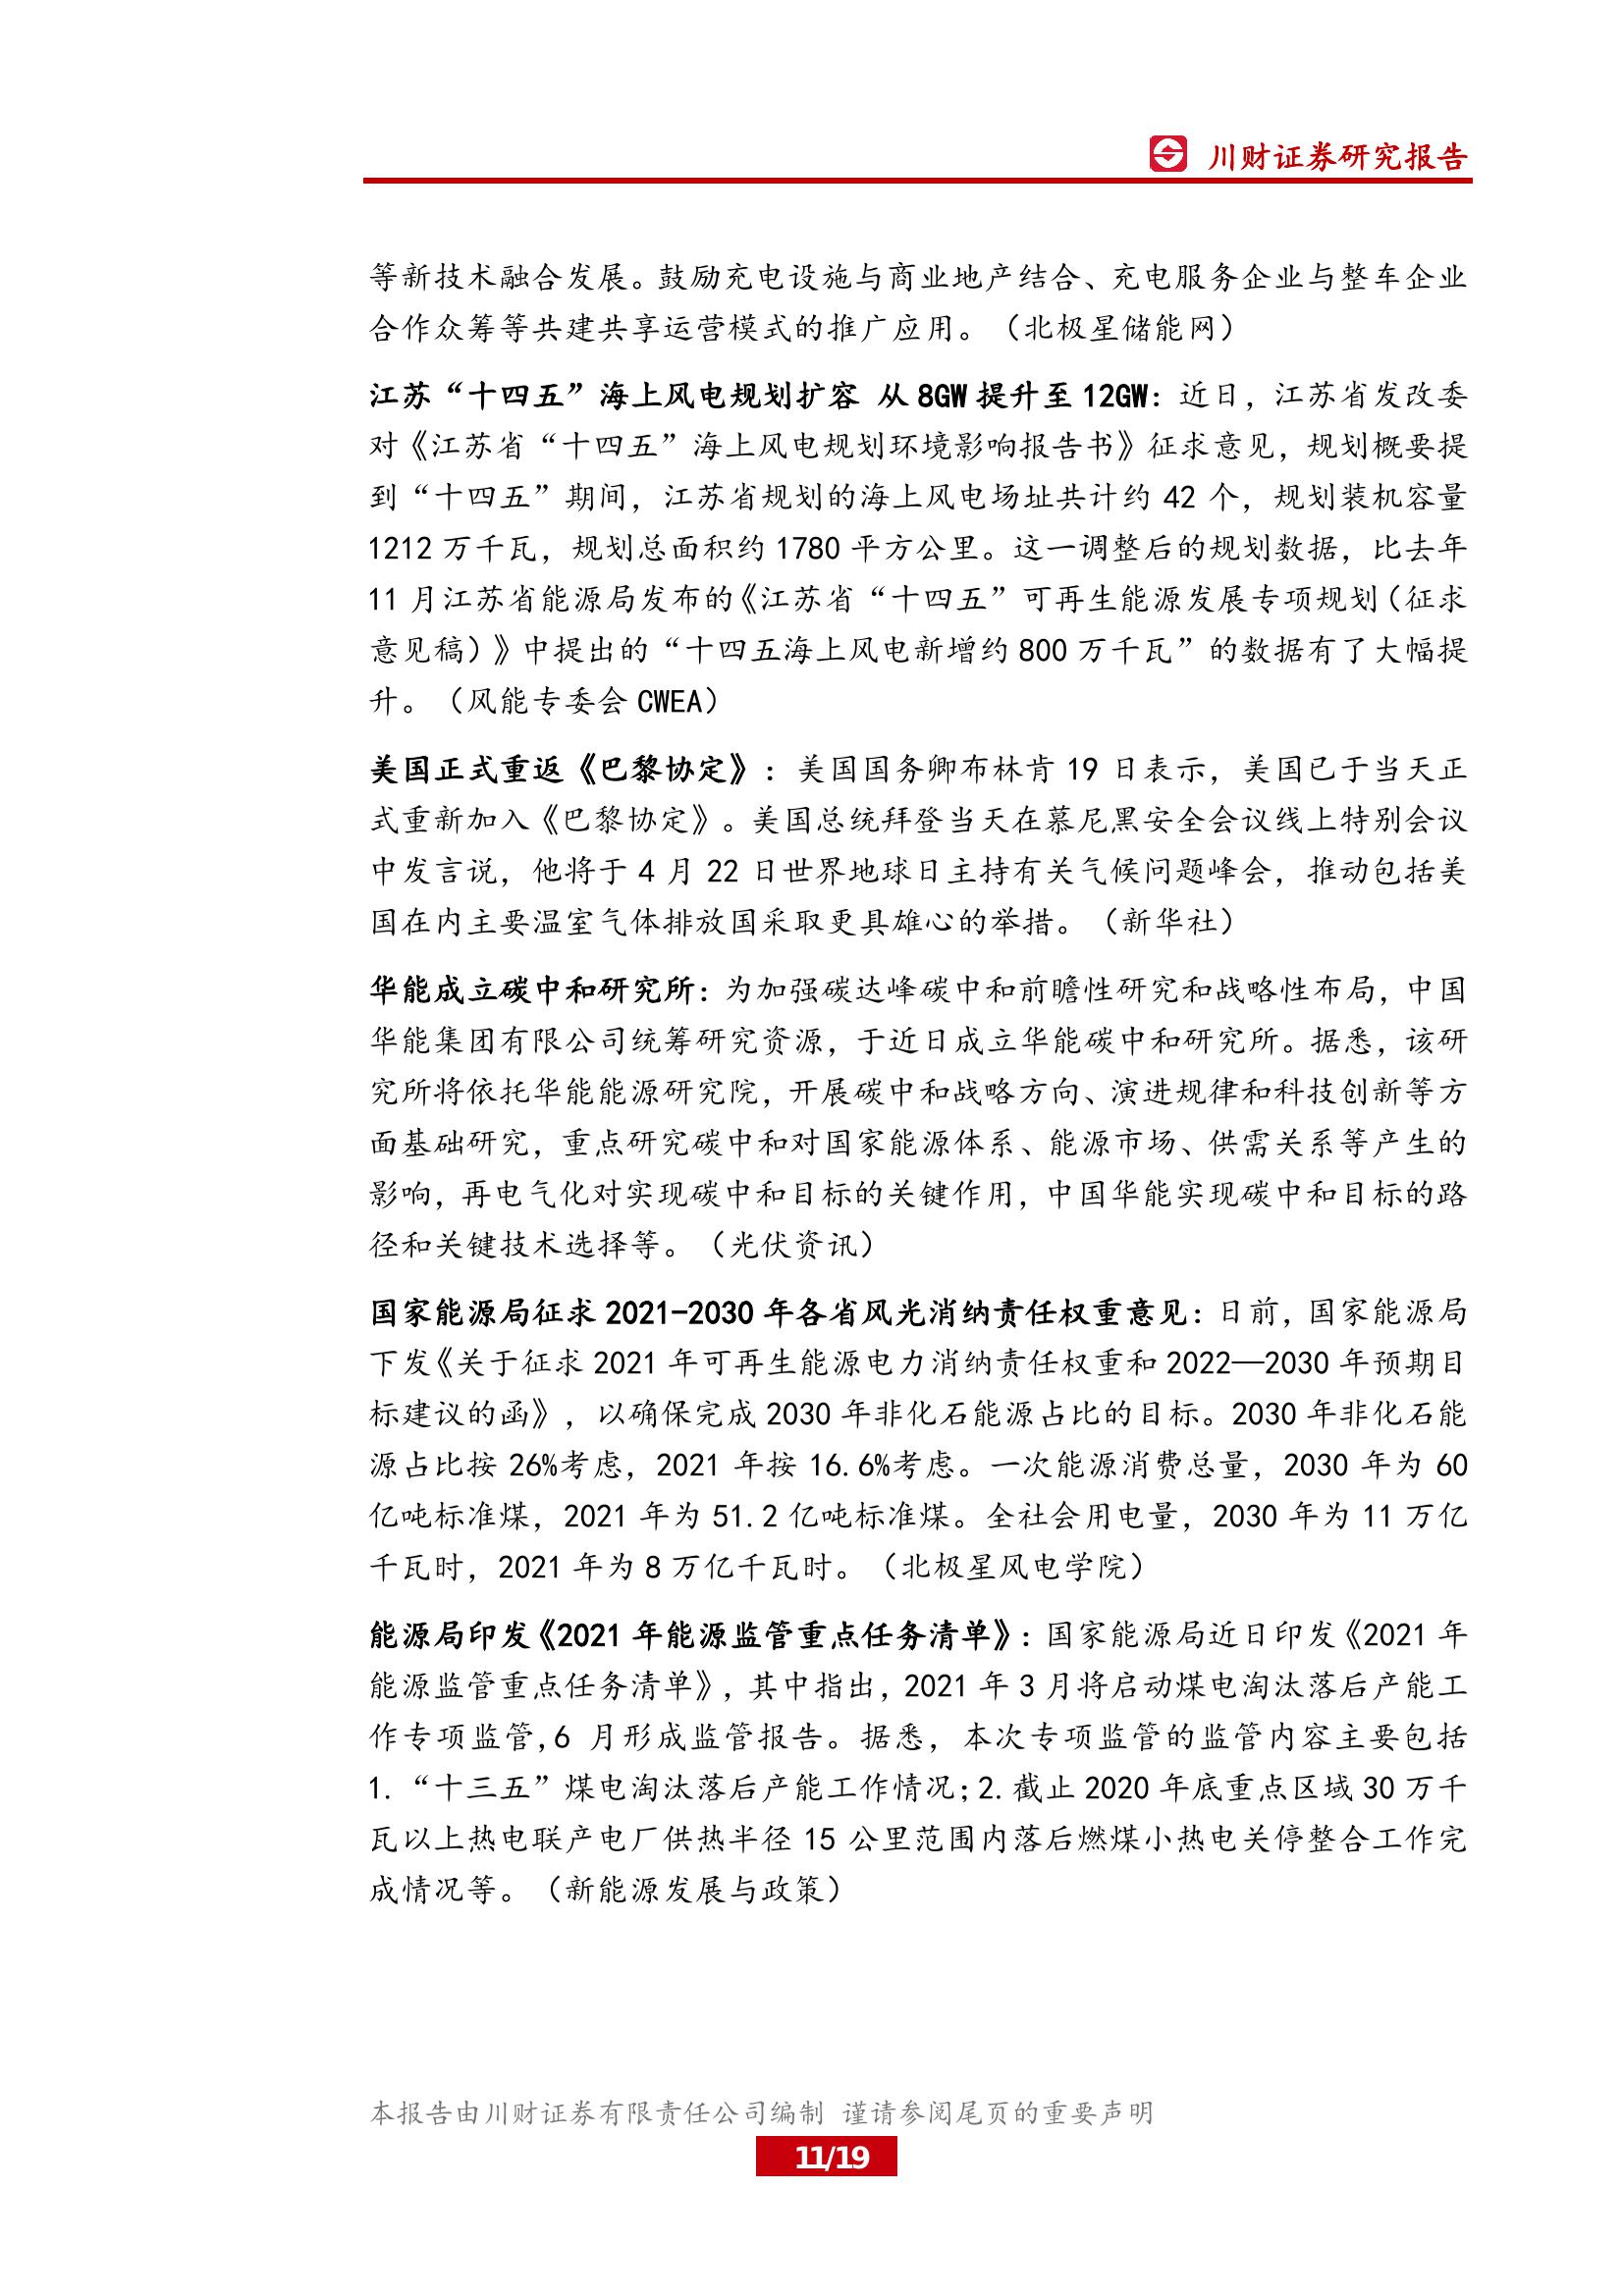 川财证券研究报告
等新技术融合发展。鼓励充电设施与商业地产结合、充电服务企业与整车企业
合作众筹等共建共享运营模式的推广应用。（北极星储能网）
江苏“十四五”海上风电规划扩容 从 8GW 提升至 12GW：近日，江苏省发改委
对《江苏省“十四五”海上风电规划环境影响报告书》征求意见，规划概要提
到“十四五”期间，江苏省规划的海上风电场址共计约 42 个，规划装机容量
1212 万千瓦，规划总面积约 1780 平方公里。这一调整后的规划数据，比去年
11 月江苏省能源局发布的《江苏省“十四五”可再生能源发展专项规划（征求
意见稿）》中提出的“十四五海上风电新增约 800 万千瓦”的数据有了大幅提
升。（风能专委会 CWEA）
美国正式重返《巴黎协定》：美国国务卿布林肯 19 日表示，美国已于当天正
式重新加入《巴黎协定》。美国总统拜登当天在慕尼黑安全会议线上特别会议
中发言说，他将于 4 月 22 日世界地球日主持有关气候问题峰会，推动包括美
国在内主要温室气体排放国采取更具雄心的举措。（新华社）
华能成立碳中和研究所：为加强碳达峰碳中和前瞻性研究和战略性布局，中国
华能集团有限公司统筹研究资源，于近日成立华能碳中和研究所。据悉，该研
究所将依托华能能源研究院，开展碳中和战略方向、演进规律和科技创新等方
面基础研究，重点研究碳中和对国家能源体系、能源市场、供需关系等产生的
影响，再电气化对实现碳中和目标的关键作用，中国华能实现碳中和目标的路
径和关键技术选择等。（光伏资讯）
国家能源局征求 2021-2030 年各省风光消纳责任权重意见：日前，国家能源局
下发《关于征求 2021 年可再生能源电力消纳责任权重和 2022—2030 年预期目
标建议的函》，以确保完成 2030 年非化石能源占比的目标。2030 年非化石能
源占比按 26%考虑，2021 年按 16.6%考虑。一次能源消费总量，2030 年为 60
亿吨标准煤，2021 年为 51.2 亿吨标准煤。全社会用电量，2030 年为 11 万亿
千瓦时，2021 年为 8 万亿千瓦时。（北极星风电学院）
能源局印发《2021 年能源监管重点任务清单》：国家能源局近日印发《2021 年
能源监管重点任务清单》，其中指出，2021 年 3 月将启动煤电淘汰落后产能工
作专项监管,6 月形成监管报告。据悉，本次专项监管的监管内容主要包括
1.“十三五”煤电淘汰落后产能工作情况;2.截止 2020 年底重点区域 30 万千
瓦以上热电联产电厂供热半径 15 公里范围内落后燃煤小热电关停整合工作完
成情况等。（新能源发展与政策）
本报告由川财证券有限责任公司编制 谨请参阅尾页的重要声明
11/19